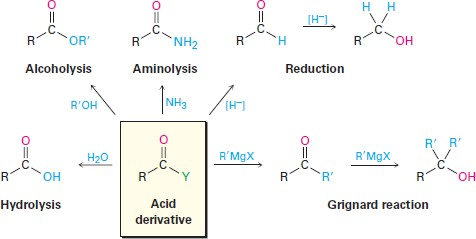 O O O H H
C C C [H⁻] C
R OR′ R NH₂ R H R OH
Alcoholysis Aminolysis Reduction
R′OH NH₃ [H⁻]
O O O R′ R′
C H₂O C R′MgX C R′MgX C
R OH R Y R R′ R OH
Hydrolysis Acid Grignard reaction
derivative